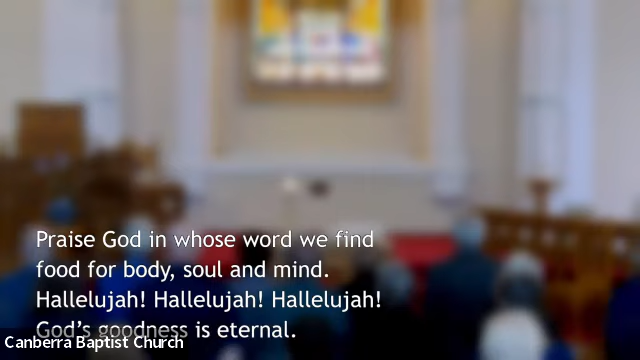 Praise God in whose word we find
food for body, soul and mind.
Hallelujah! Hallelujah! Hallelujah!
God's goodness is eternal.
Canberra Baptist Church